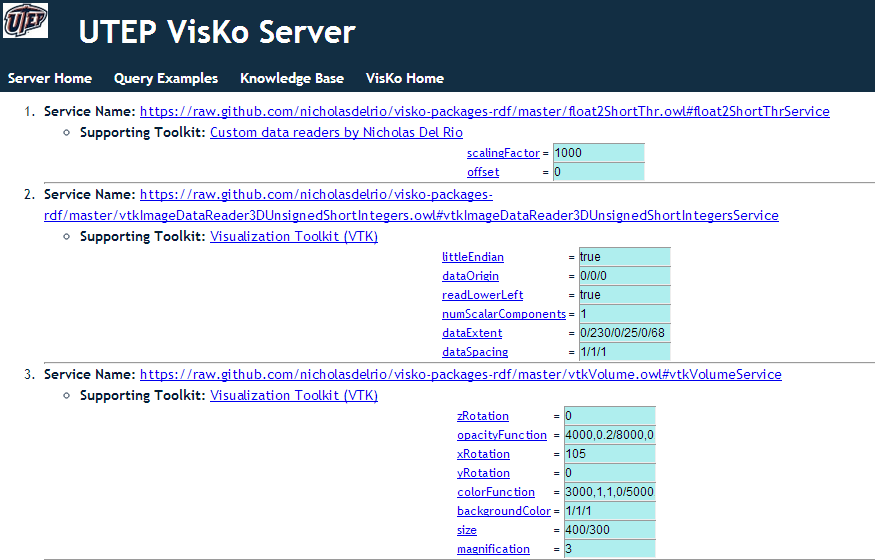 UTEP
UTEP VisKo Server
Server Home Query Examples Knowledge Base VisKo Home
1. Service Name: https://raw.github.com/nicholasdelrio/visko-packages-rdf/master/float2ShortThr.owl#float2ShortThrService
Supporting Toolkit: Custom data readers by Nicholas Del Rio
scalingFactor = 1000
offset = 0
2. Service Name: https://raw.github.com/nicholasdelrio/visko-packages-
rdf/master/vtkImageDataReader3DUnsignedShortIntegers.owl#vtkImageDataReader3DUnsignedShortIntegersService
Supporting Toolkit: Visualization Toolkit (VTK)
littleEndian = true
dataOrigin = 0/0/0
readLowerLeft = true
numScalarComponents = 1
dataExtent = 0/230/0/25/0/68
dataSpacing = 1/1/1
3. Service Name: https://raw.github.com/nicholasdelrio/visko-packages-rdf/master/vtkVolume.owl#vtkVolumeService
Supporting Toolkit: Visualization Toolkit (VTK)
zRotation = 0
opacityFunction = 4000,0.2/8000,0
xRotation = 105
yRotation = 0
colorFunction = 3000,1,1,0/5000
backgroundColor = 1/1/1
size = 400/300
magnification = 3